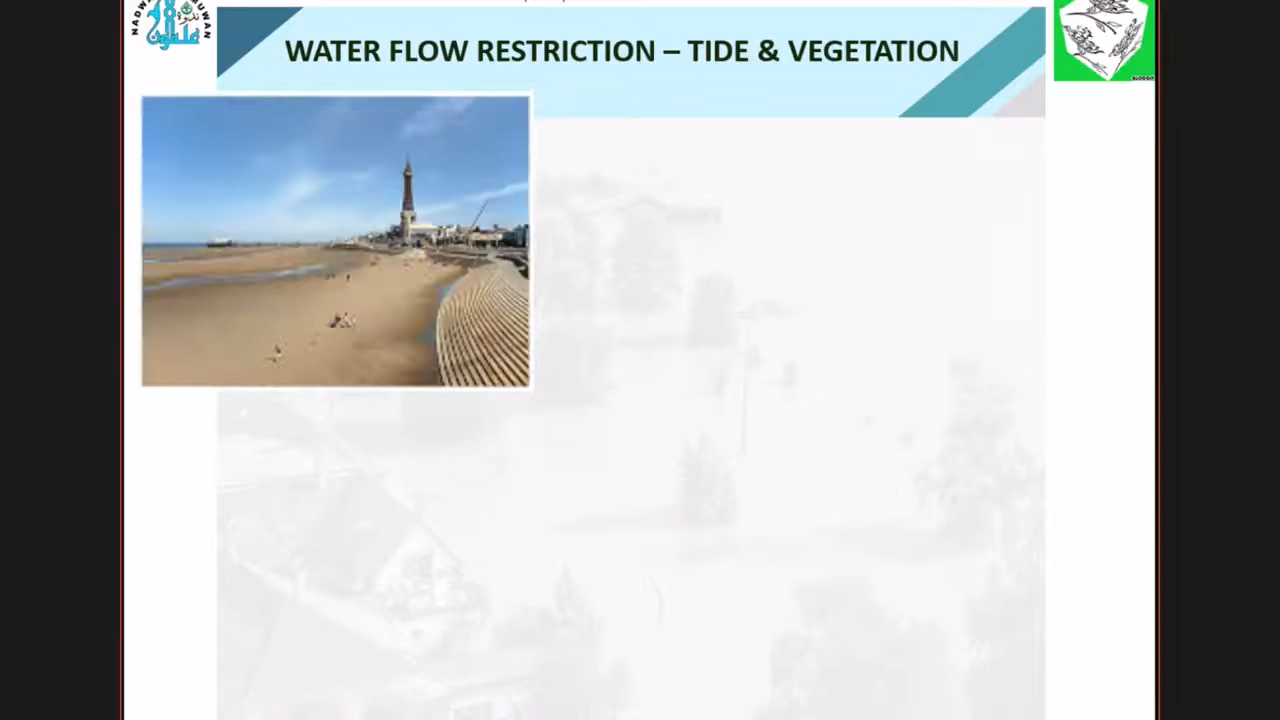 WATER FLOW RESTRICTION – TIDE & VEGETATION